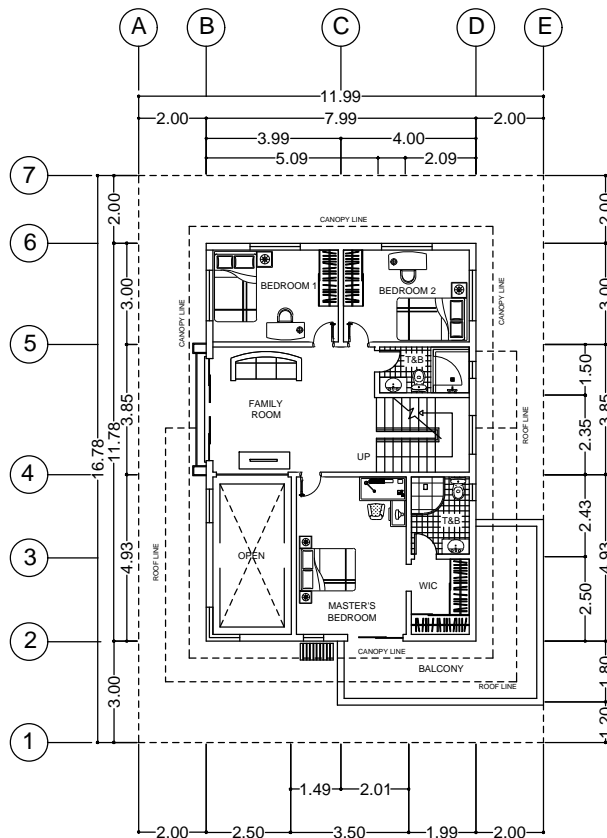 A B C D E
11.99
2.00 7.99 2.00
3.99 4.00
5.09 2.09
7
6
5
4
3
2
1
16.78
2.00
11.78
3.00
3.00
3.85
4.93
CANOPY LINE
CANOPY LINE
CANOPY LINE
BEDROOM 1
BEDROOM 2
T&B
FAMILY
ROOM
UP
ROOF LINE
ROOF LINE
OPEN
T&B
WIC
MASTER'S
BEDROOM
CANOPY LINE
BALCONY
ROOF LINE
2.00
3.00
1.50
3.85
2.35
2.43
4.93
2.50
1.80
1.20
1.49 2.01
2.00 2.50 3.50 1.99 2.00